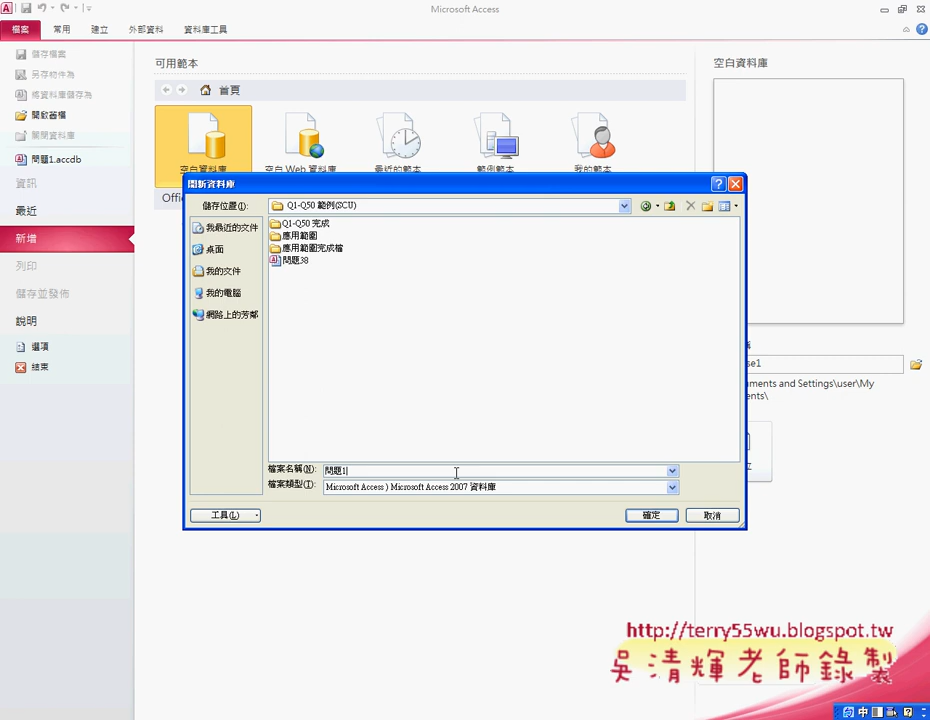 Microsoft Access
檔案 常用 建立 外部資料 資料庫工具
儲存檔案
另存物件為
將資料庫儲存為
開啟舊檔
關閉資料庫
問題1.accdb
資訊
最近
新增
列印
儲存並發佈
說明
選項
結束
可用範本
首頁
空白資料庫 空白 Web 資料庫 最近的範本 範例範本 我的範本
Offic
空白資料庫
se1
uments and Settings\user\My
ents\
立
開新資料庫
儲存位置(I): Q1-Q50 範例(SCU)
我最近的文件
桌面
我的文件
我的電腦
網路上的芳鄰
Q1-Q50 完成
應用範圍
應用範圍完成檔
問題38
檔案名稱(N): 問題1
檔案類型(T): Microsoft Access ) Microsoft Access 2007 資料庫
工具(L) 確定 取消
http://terry55wu.blogspot.tw
吳清輝老師錄製
中